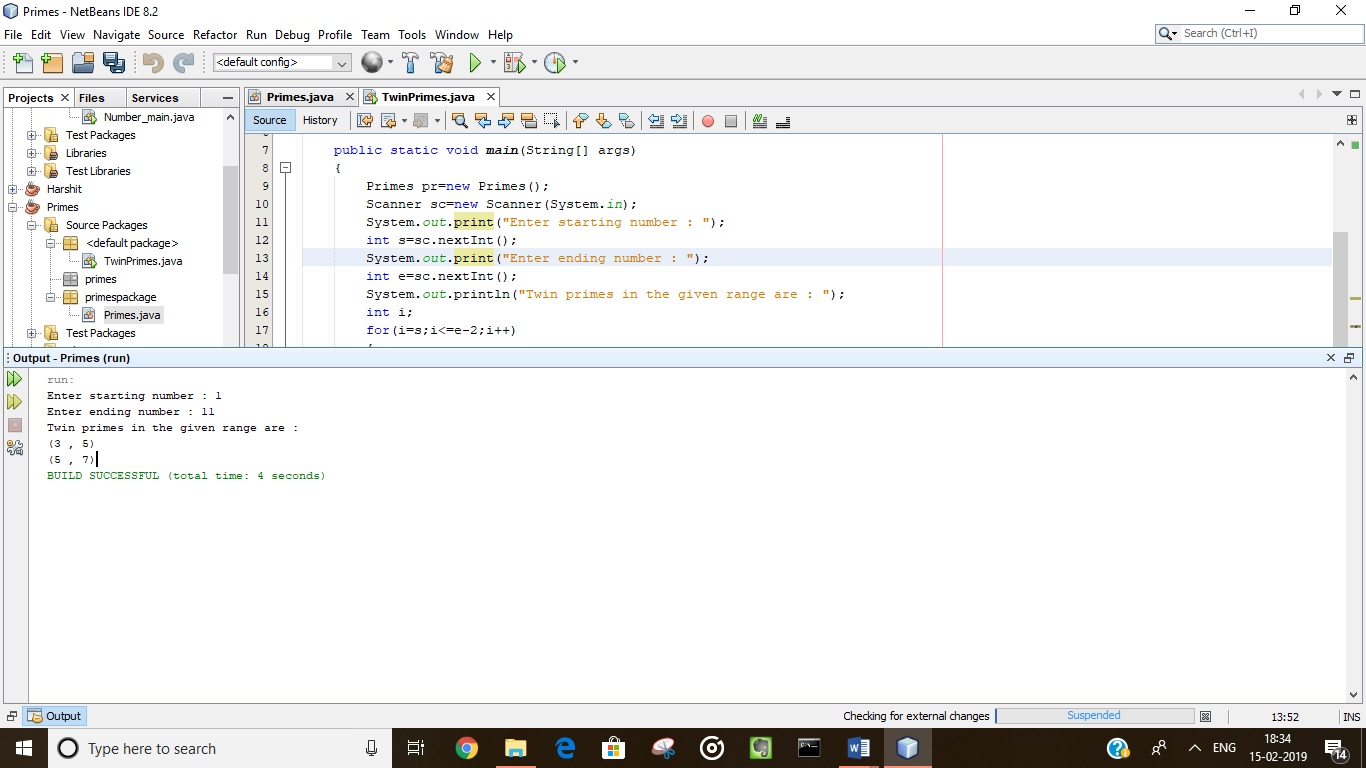 Primes - NetBeans IDE 8.2
File Edit View Navigate Source Refactor Run Debug Profile Team Tools Window Help
Search (Ctrl+I)
<default config>
Projects Files Services
Number_main.java
Test Packages
Libraries
Test Libraries
Harshit
Primes
Source Packages
<default package>
TwinPrimes.java
primes
primespackage
Primes.java
Test Packages
Primes.java TwinPrimes.java
Source History
7 public static void main(String[] args)
8 {
9 Primes pr=new Primes();
10 Scanner sc=new Scanner(System.in);
11 System.out.print("Enter starting number : ");
12 int s=sc.nextInt();
13 System.out.print("Enter ending number : ");
14 int e=sc.nextInt();
15 System.out.println("Twin primes in the given range are : ");
16 int i;
17 for(i=s;i<=e-2;i++)
Output - Primes (run)
run:
Enter starting number : 1
Enter ending number : 11
Twin primes in the given range are :
(3 , 5)
(5 , 7)
BUILD SUCCESSFUL (total time: 4 seconds)
Output
Checking for external changes Suspended 13:52 INS
Type here to search
ENG
18:34
15-02-2019
14